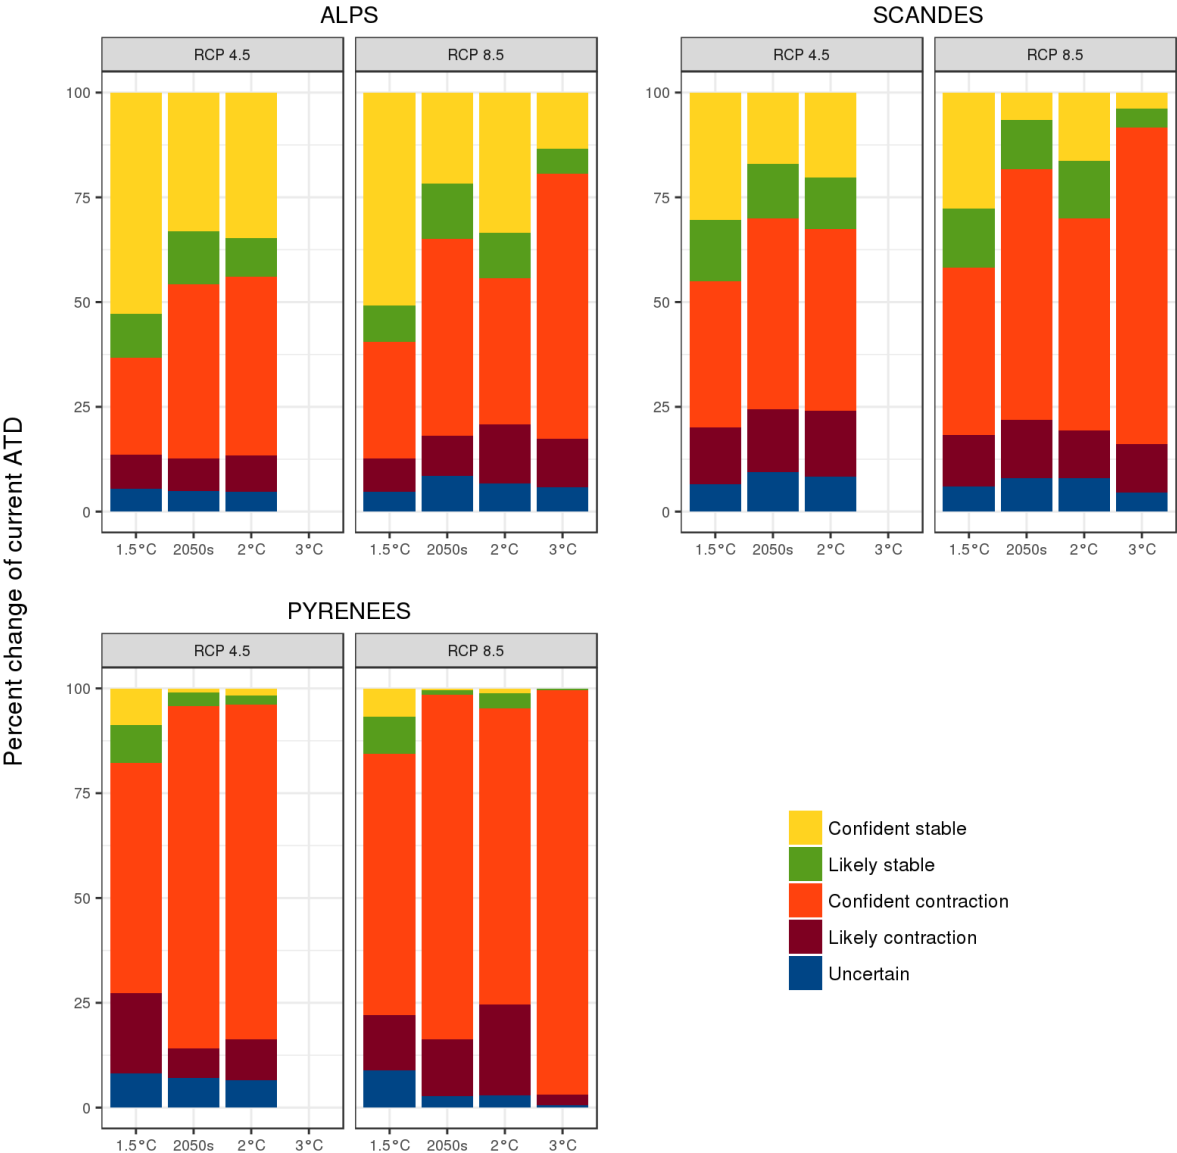 ALPS
SCANDES
RCP 4.5
RCP 8.5
RCP 4.5
RCP 8.5
100
75
50
25
0
100
75
50
25
0
1.5°C 2050s 2°C 3°C
1.5°C 2050s 2°C 3°C
1.5°C 2050s 2°C 3°C
1.5°C 2050s 2°C 3°C
Percent change of current ATD
PYRENEES
RCP 4.5
RCP 8.5
100
75
50
25
0
1.5°C 2050s 2°C 3°C
1.5°C 2050s 2°C 3°C
Confident stable
Likely stable
Confident contraction
Likely contraction
Uncertain